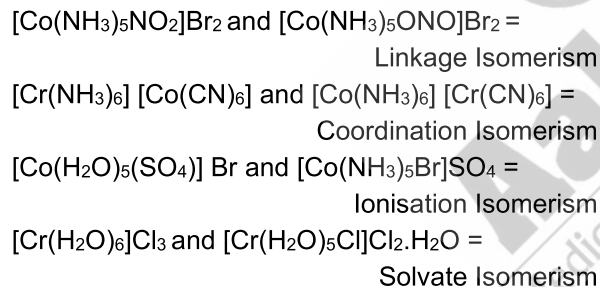 [Co(NH₃)₅NO₂]Br₂ and [Co(NH₃)₅ONO]Br₂ =
Linkage Isomerism
[Cr(NH₃)₆] [Co(CN)₆] and [Co(NH₃)₆] [Cr(CN)₆] =
Coordination Isomerism
[Co(H₂O)₅(SO₄)] Br and [Co(NH₃)₅Br]SO₄ =
Ionisation Isomerism
[Cr(H₂O)₆]Cl₃ and [Cr(H₂O)₅Cl]Cl₂.H₂O =
Solvate Isomerism